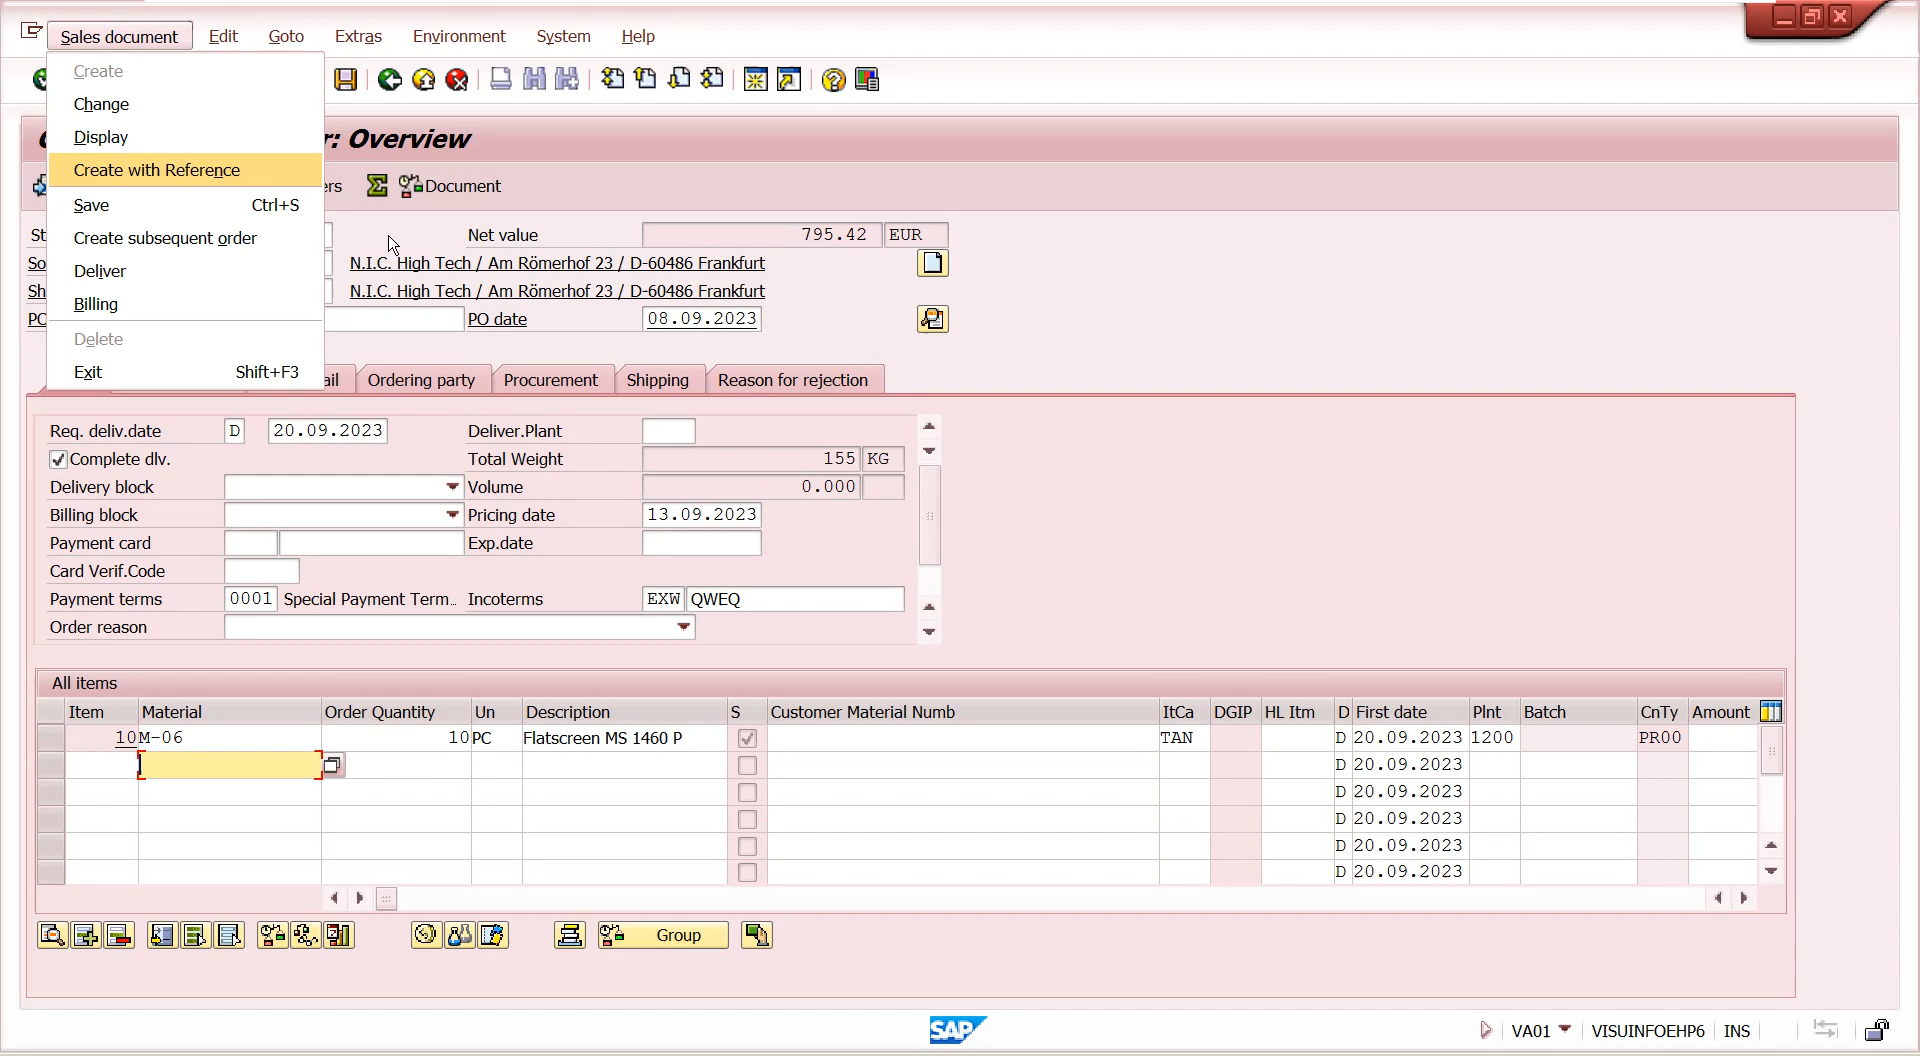 Sales document Edit Goto Extras Environment System Help
Create
Change
Display
Create with Reference
Save Ctrl+S
Create subsequent order
Deliver
Billing
Delete
Exit Shift+F3
r: Overview
ers Document
St Net value 795.42 EUR
So N.I.C. High Tech / Am Römerhof 23 / D-60486 Frankfurt
Sh N.I.C. High Tech / Am Römerhof 23 / D-60486 Frankfurt
PO PO date 08.09.2023
ail Ordering party Procurement Shipping Reason for rejection
Req. deliv.date D 20.09.2023 Deliver.Plant
Complete dlv. Total Weight 155 KG
Delivery block Volume 0.000
Billing block Pricing date 13.09.2023
Payment card Exp.date
Card Verif.Code
Payment terms 0001 Special Payment Term.. Incoterms EXW QWEQ
Order reason
All items
Item Material Order Quantity Un Description S Customer Material Numb ItCa DGIP HL Itm D First date Plnt Batch CnTy Amount
10 M-06 10 PC Flatscreen MS 1460 P TAN D 20.09.2023 1200 PR00
D 20.09.2023
D 20.09.2023
D 20.09.2023
D 20.09.2023
D 20.09.2023
Group
SAP VA01 VISUINFOEHP6 INS